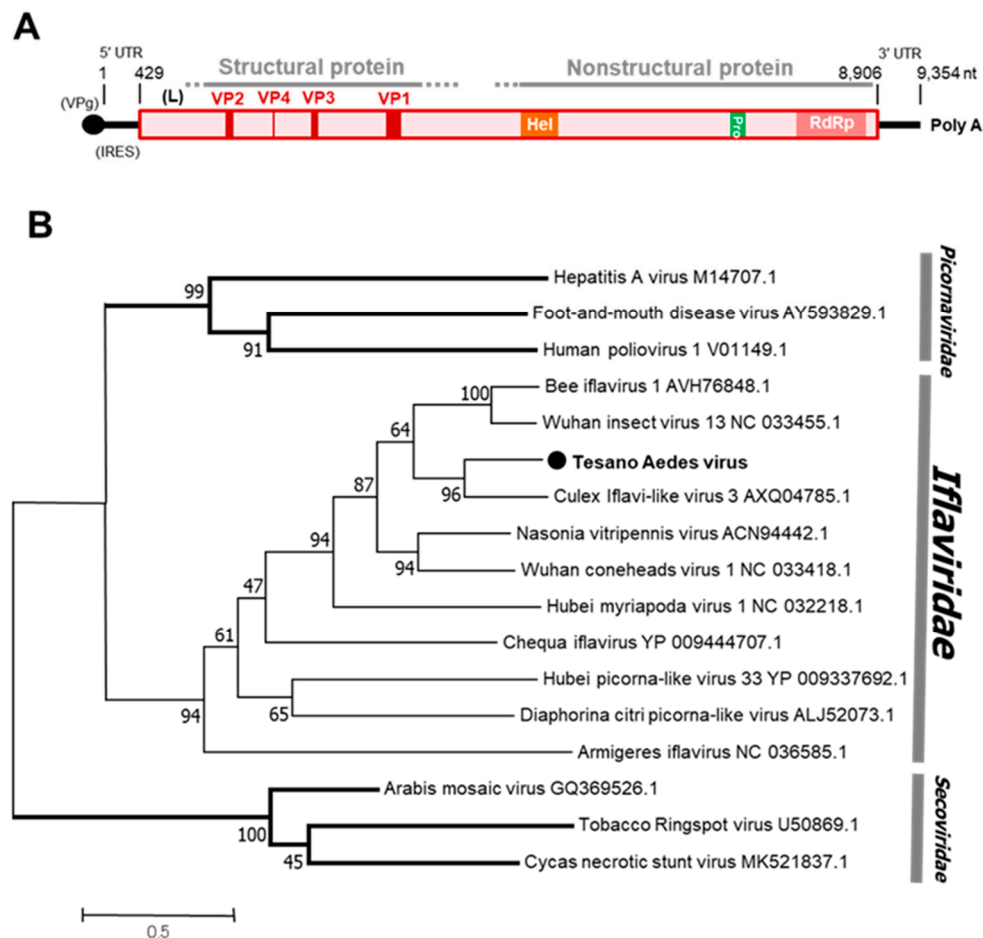 A
5′ UTR
3′ UTR
1
429
Structural protein
Nonstructural protein
8,906
9,354 nt
(VPg)
(L)
VP2
VP4
VP3
VP1
Hel
Pro
RdRp
Poly A
(IRES)
B
Picornaviridae
99
Hepatitis A virus M14707.1
Foot-and-mouth disease virus AY593829.1
91
Human poliovirus 1 V01149.1
Iflaviridae
100
Bee iflavirus 1 AVH76848.1
Wuhan insect virus 13 NC 033455.1
64
Tesano Aedes virus
96
Culex Iflavi-like virus 3 AXQ04785.1
87
Nasonia vitripennis virus ACN94442.1
94
94
Wuhan coneheads virus 1 NC 033418.1
47
Hubei myriapoda virus 1 NC 032218.1
61
Chequa iflavirus YP 009444707.1
Hubei picorna-like virus 33 YP 009337692.1
94
65
Diaphorina citri picorna-like virus ALJ52073.1
Armigeres iflavirus NC 036585.1
Secoviridae
Arabis mosaic virus GQ369526.1
100
Tobacco Ringspot virus U50869.1
45
Cycas necrotic stunt virus MK521837.1
0.5